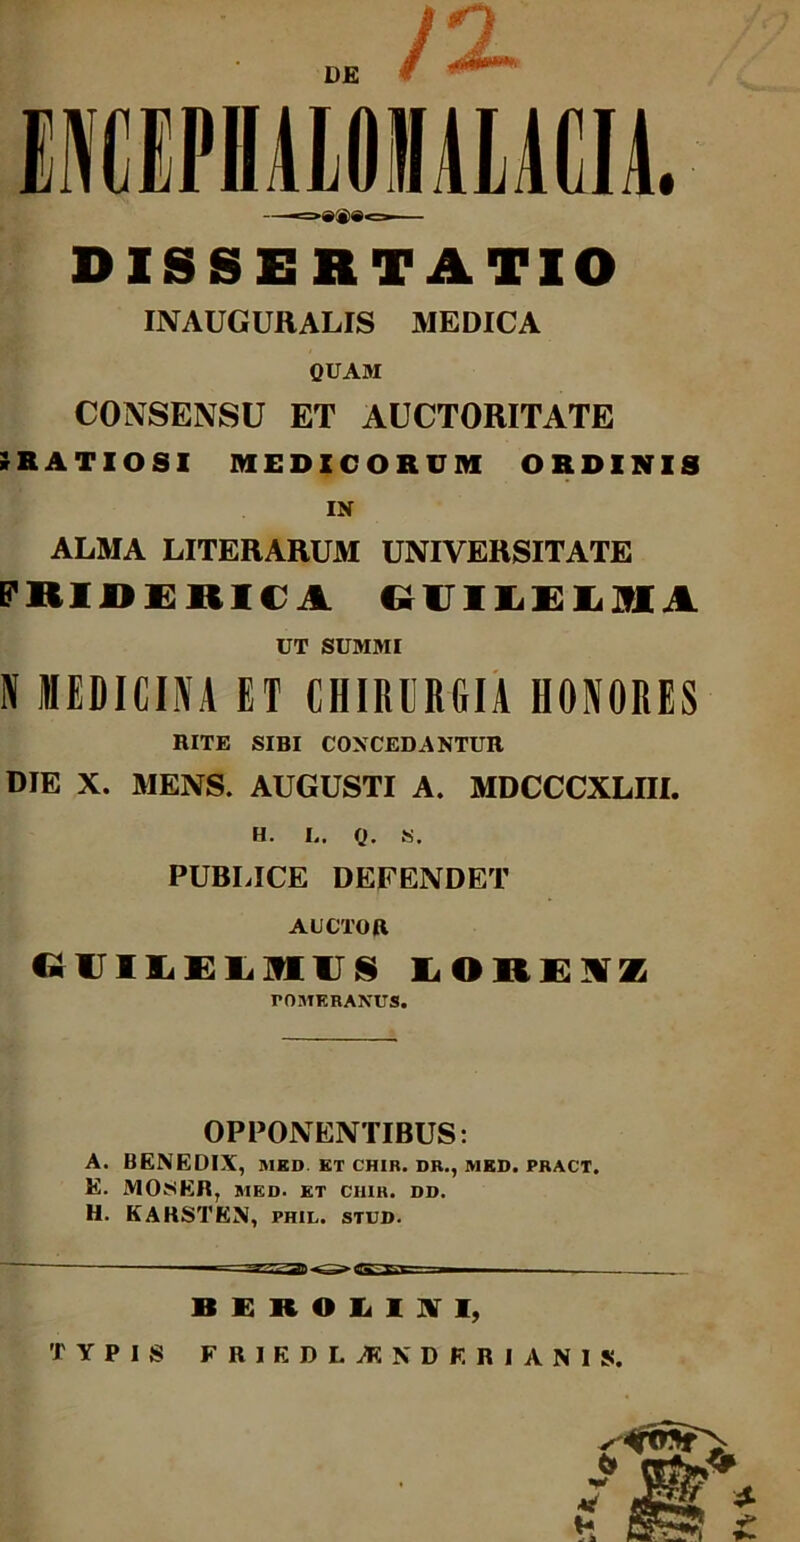 12
DE
ENCEPHALOMALACIA.
DISSERTATIO
INAUGURALIS MEDICA
QUAM
CONSENSU ET AUCTORITATE
RATIOSI MEDICORUM ORDINIS
IN
ALMA LITERARUM UNIVERSITATE
FRIDERICA GUILELMA
UT SUMMI
N MEDICINA ET CHIRURGIA HONORES
RITE SIBI CONCEDANTUR
DIE X. MENS. AUGUSTI A. MDCCCXLIII.
H. L. Q. S.
PUBLICE DEFENDET
AUCTOR
GUILELMUS LORENZ
POMERANUS.
OPPONENTIBUS:
A. BENEDIX, MED. ET CHIR. DR., MED. PRACT.
E. MOSER, MED. ET CHIR. DD.
H. KARSTEN, PHIL. STUD.
BEROLINI,
TYPIS FRIEDLÆNDERIANIS.